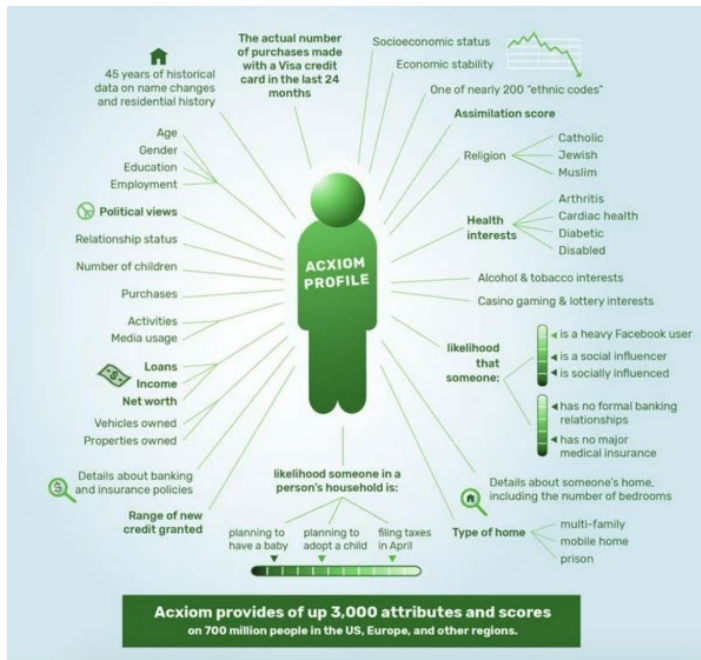 The actual number
of purchases made
with a Visa credit
card in the last 24
months
45 years of historical
data on name changes
and residential history
Age
Gender
Education
Employment
Political views
Relationship status
Number of children
Purchases
Activities
Media usage
Loans
-$-
Income
Net worth
Vehicles owned
Properties owned
$
Details about banking
and insurance policies
Range of new
credit granted
Socioeconomic status
Economic stability
One of nearly 200 "ethnic codes"
Assimilation score
Religion
Catholic
Jewish
Muslim
Health
interests
Arthritis
Cardiac health
Diabetic
Disabled
Alcohol & tobacco interests
Casino gaming & lottery interests
likelihood
that
someone:
is a heavy Facebook user
is a social influencer
is socially influenced
has no formal banking
relationships
has no major
medical insurance
Details about someone's home,
including the number of bedrooms
Type of home
multi-family
mobile home
prison
ACXIOM
PROFILE
likelihood someone in a
person's household is:
planning to
have a baby
planning to
adopt a child
filing taxes
in April
Acxiom provides of up 3,000 attributes and scores
on 700 million people in the US, Europe, and other regions.